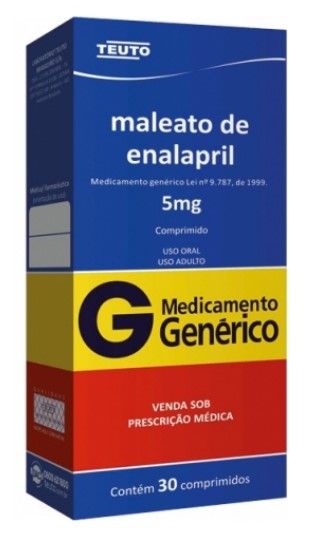 TEUTO
maleato de
enalapril
Medicamento genérico Lei nº 9.787, de 1999.
5mg
Comprimido
USO ORAL
USO ADULTO
G Medicamento
Genérico
VENDA SOB
PRESCRIÇÃO MÉDICA
Contém 30 comprimidos